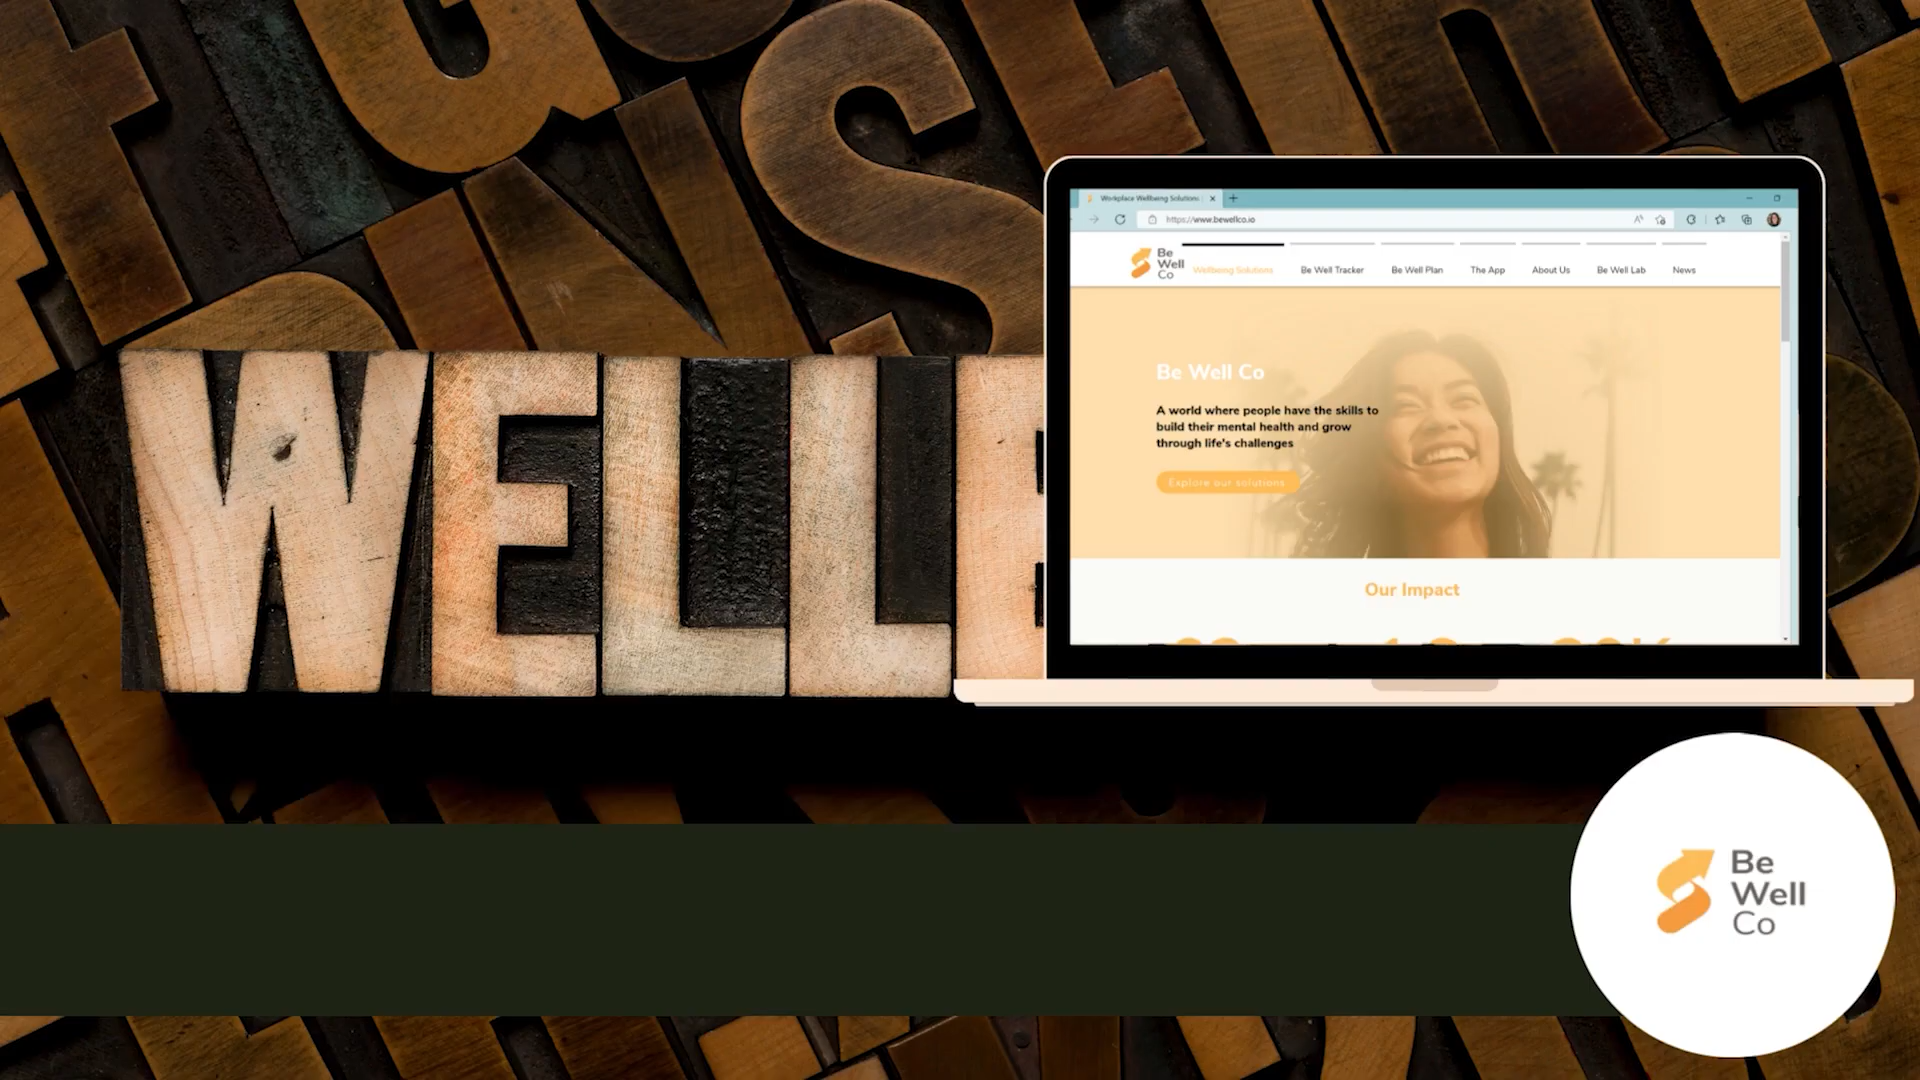 WELLE
Workplace Wellbeing Solutions
https://www.bewellco.io
Be
Well
Co
Wellbeing Solutions
Be Well Tracker
Be Well Plan
The App
About Us
Be Well Lab
News
Be Well Co
A world where people have the skills to
build their mental health and grow
through life's challenges
Explore our solutions
Our Impact
Be
Well
Co